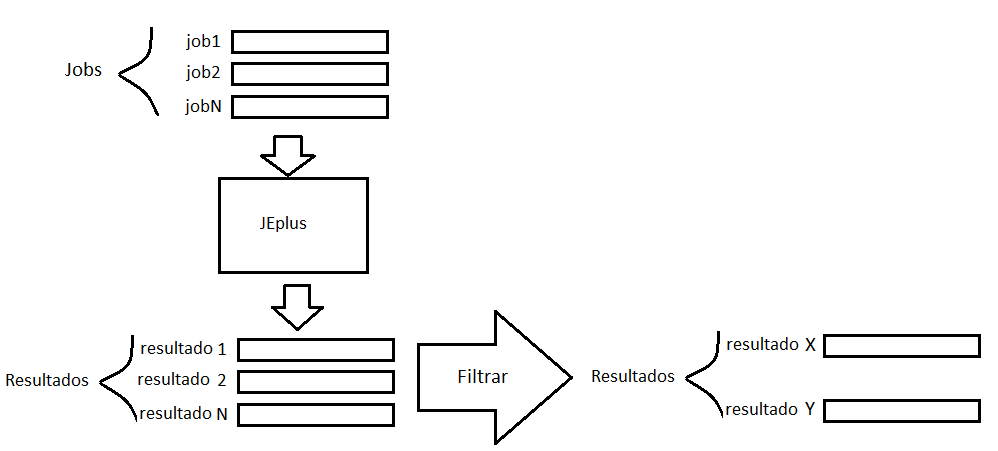 job1
Jobs
job2
jobN
JEplus
resultado 1
Resultados
resultado 2
resultado N
Filtrar
Resultados
resultado X
resultado Y